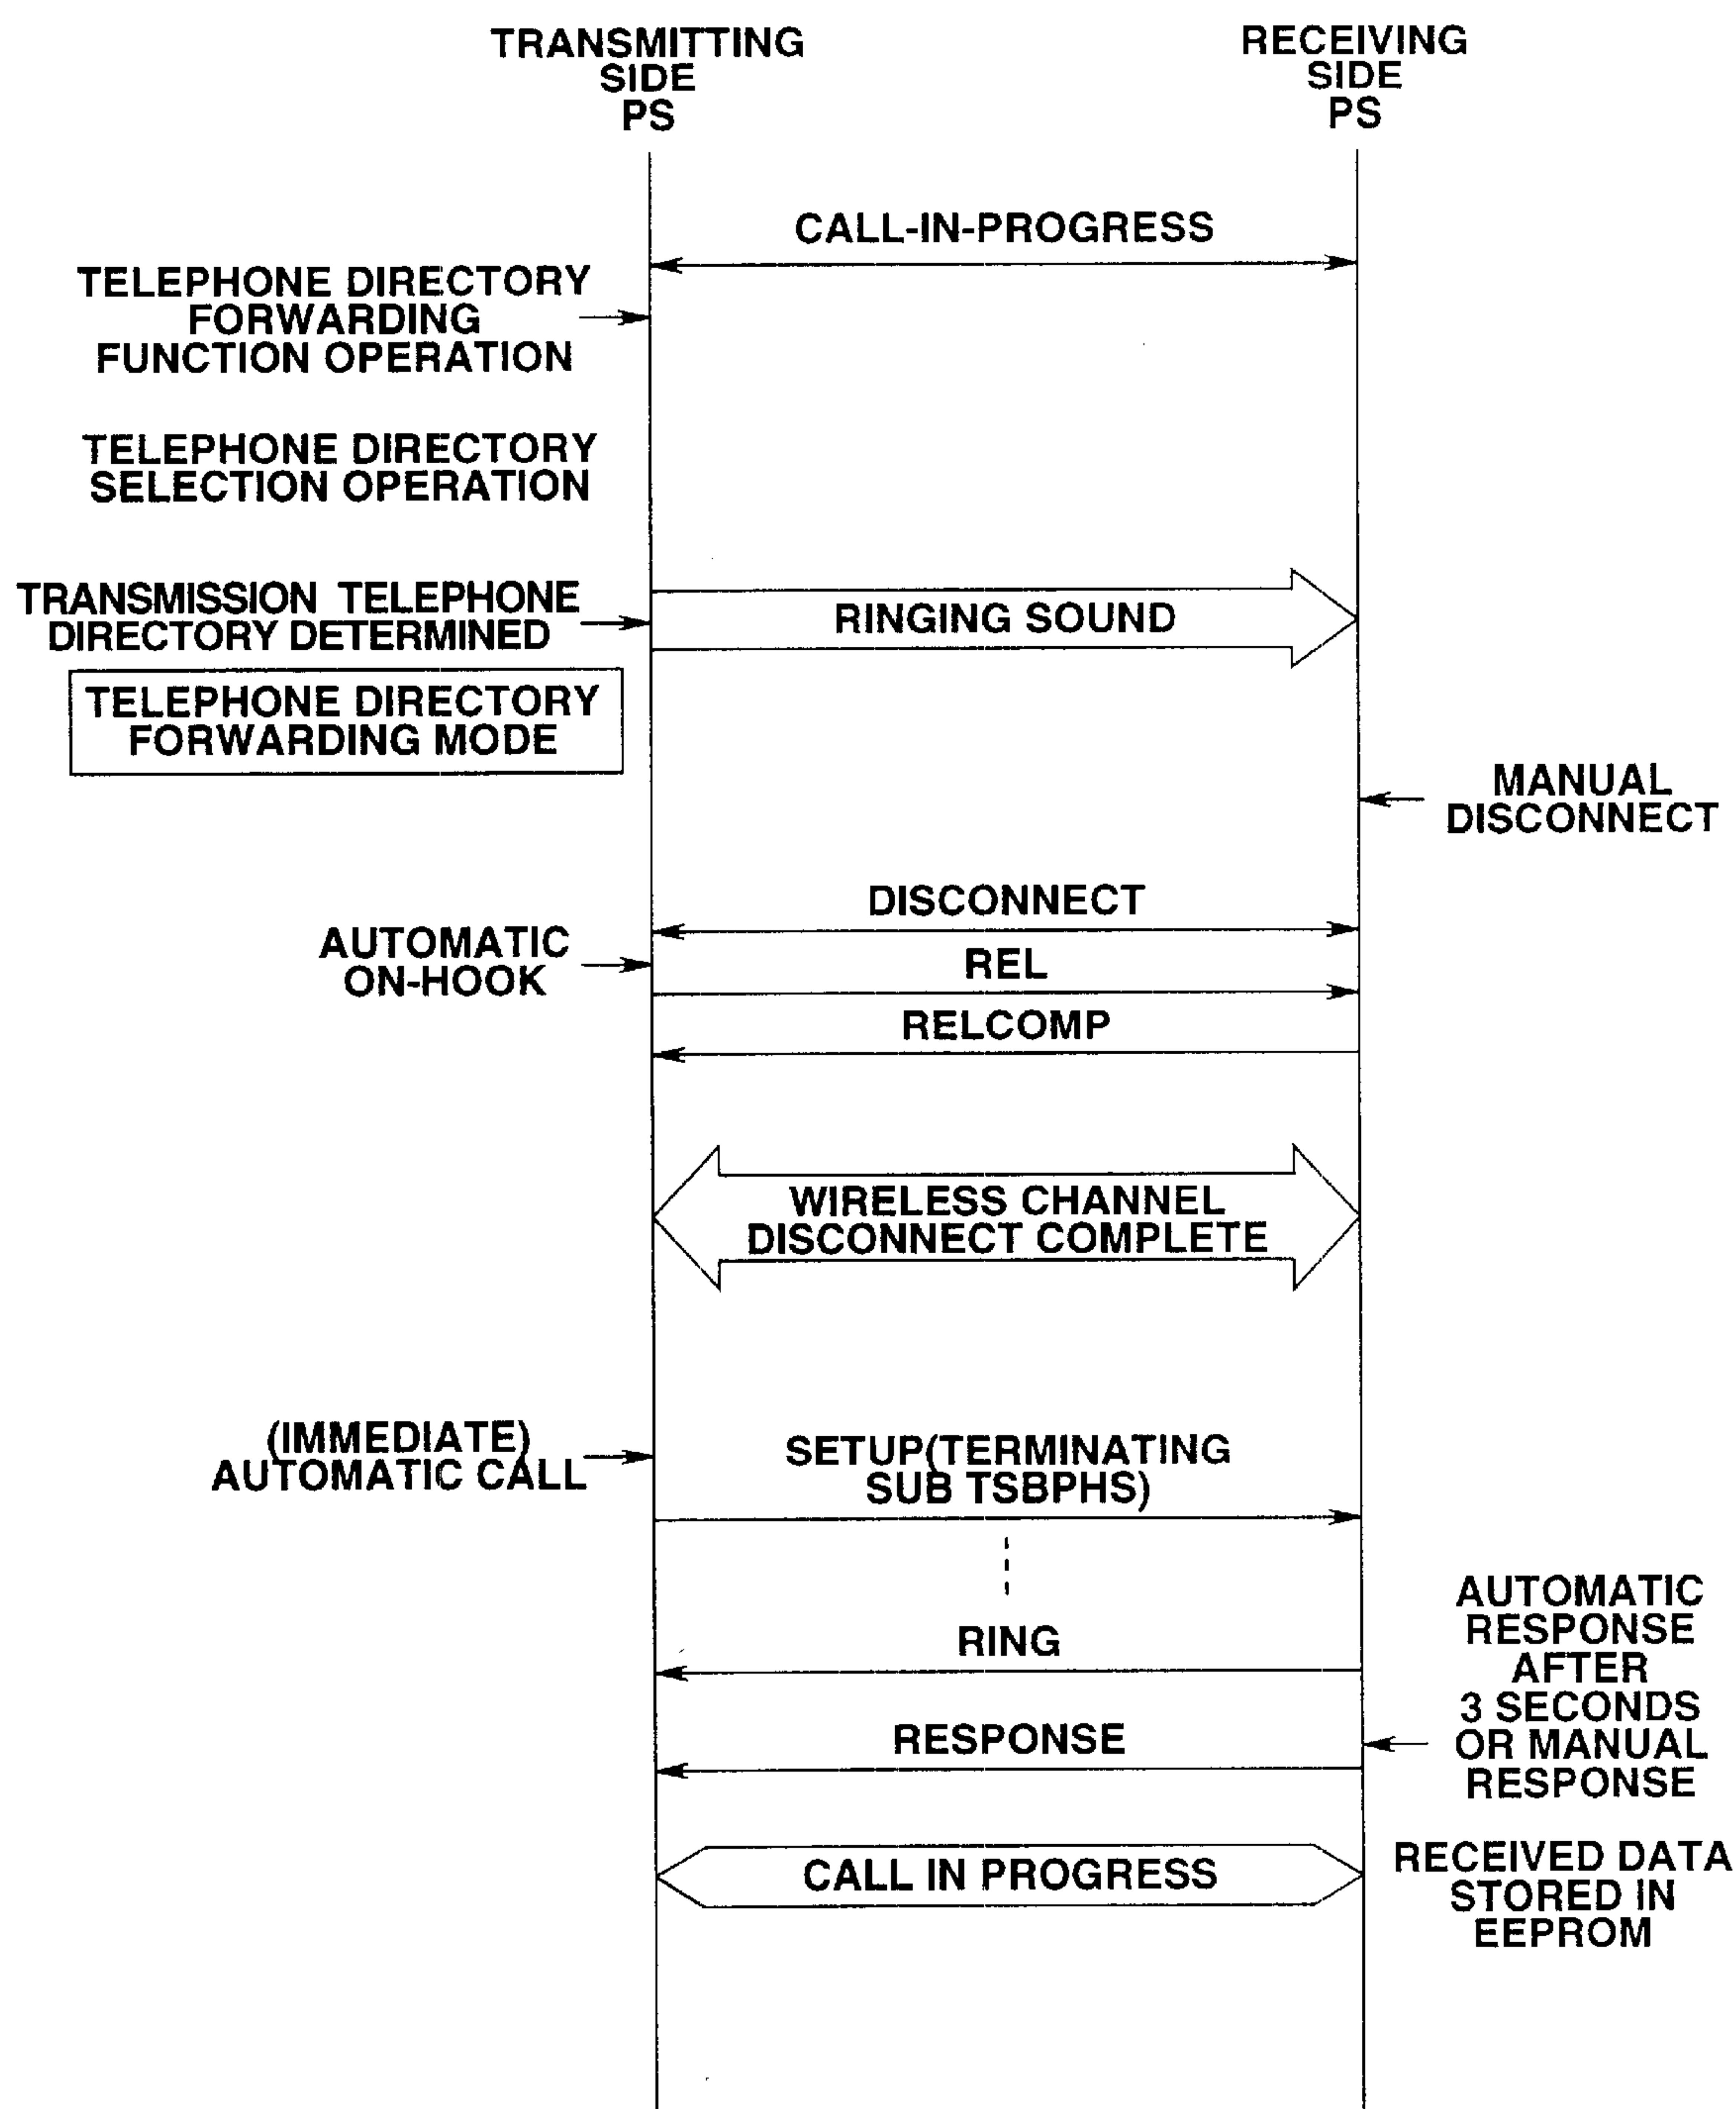 TRANSMITTING
SIDE
PS
RECEIVING
SIDE
PS
CALL-IN-PROGRESS
TELEPHONE DIRECTORY
FORWARDING
FUNCTION OPERATION
TELEPHONE DIRECTORY
SELECTION OPERATION
TRANSMISSION TELEPHONE
DIRECTORY DETERMINED
RINGING SOUND
TELEPHONE DIRECTORY
FORWARDING MODE
MANUAL
DISCONNECT
DISCONNECT
AUTOMATIC
ON-HOOK
REL
RELCOMP
WIRELESS CHANNEL
DISCONNECT COMPLETE
(IMMEDIATE)
AUTOMATIC CALL
SETUP(TERMINATING
SUB TSBPHS)
RING
AUTOMATIC
RESPONSE
AFTER
3 SECONDS
OR MANUAL
RESPONSE
RESPONSE
CALL IN PROGRESS
RECEIVED DATA
STORED IN
EEPROM